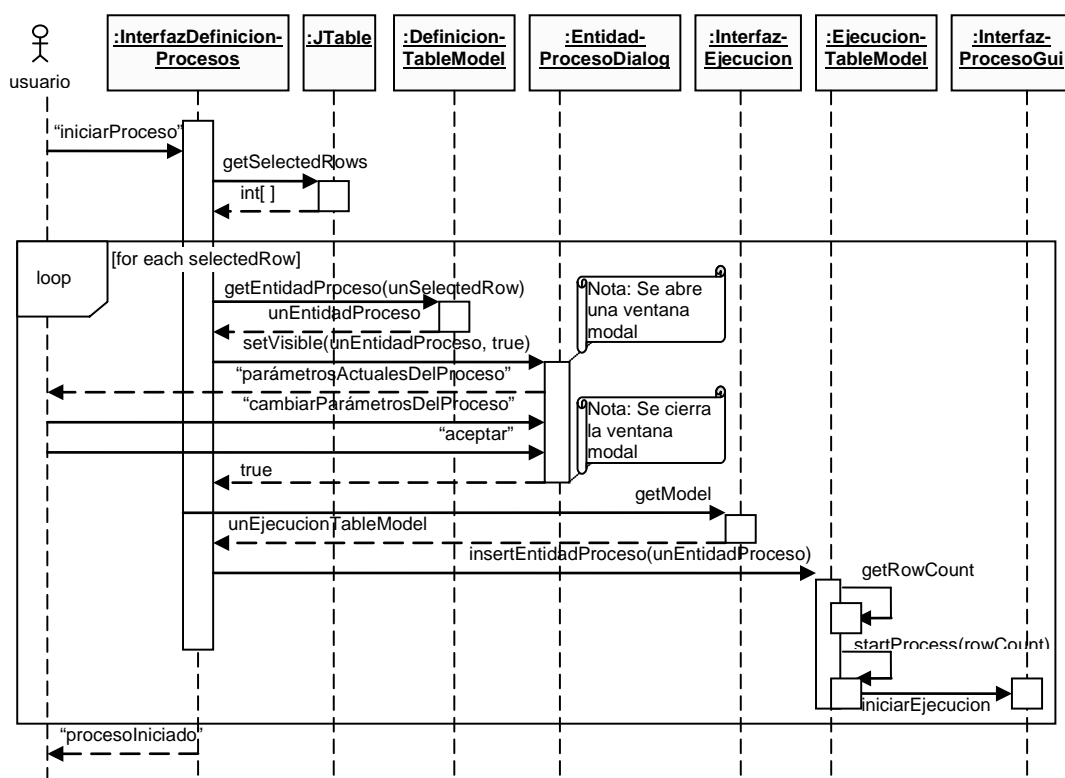 :InterfazDefinicion-
Procesos
:JTable
:Definicion-
TableModel
:Entidad-
ProcesoDialog
:Interfaz-
Ejecucion
:Ejecucion-
TableModel
:Interfaz-
ProcesoGui
usuario
“iniciarProceso”
getSelectedRows
int[ ]
loop
[for each selectedRow]
getEntidadProceso(unSelectedRow)
unEntidadProceso
setVisible(unEntidadProceso, true)
Nota: Se abre
una ventana
modal
“parámetrosActualesDelProceso”
“cambiarParámetrosDelProceso”
“aceptar”
Nota: Se cierra
la ventana
modal
true
getModel
unEjecucionTableModel
insertEntidadProceso(unEntidadProceso)
getRowCount
startProcess(rowCount)
iniciarEjecucion
“procesoIniciado”